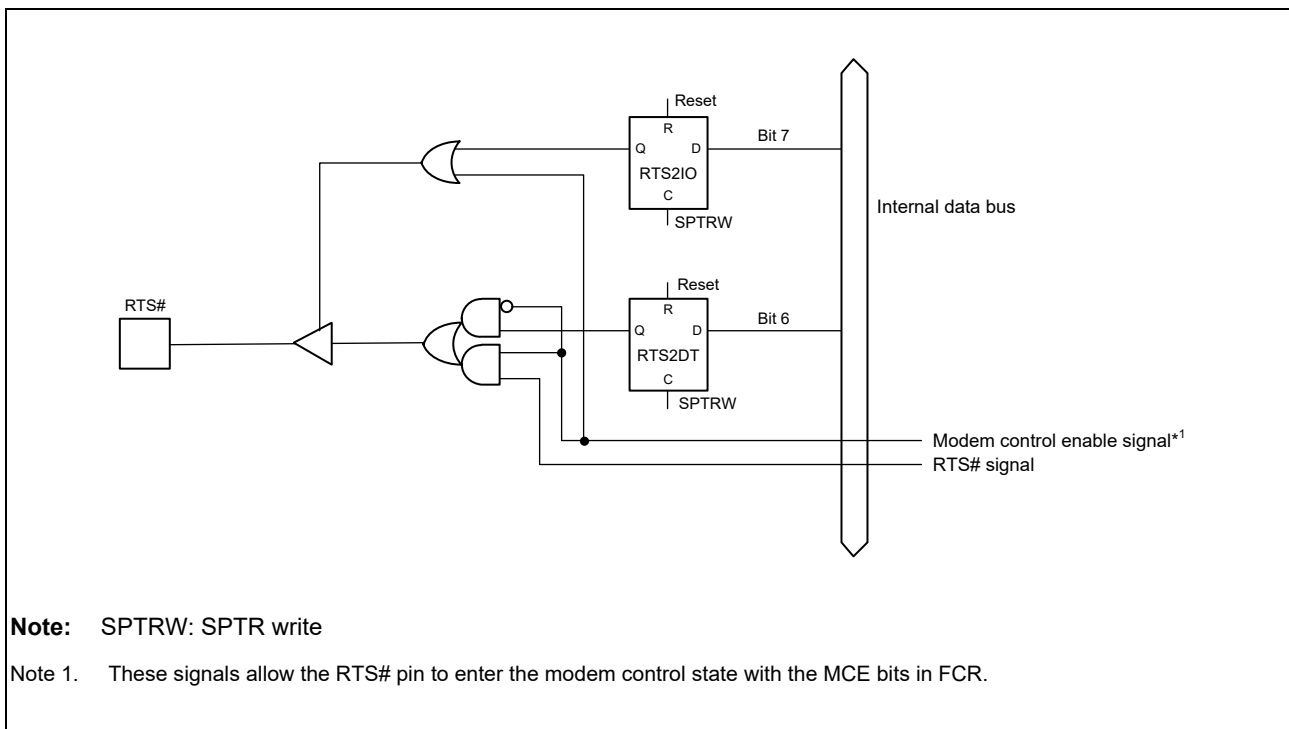 Reset
R
Bit 7
Q D
RTS2IO
C
SPTRW
Internal data bus
Reset
R
RTS#
Bit 6
Q D
RTS2DT
C
SPTRW
Modem control enable signal*1
RTS# signal
Note: SPTRW: SPTR write
Note 1. These signals allow the RTS# pin to enter the modem control state with the MCE bits in FCR.